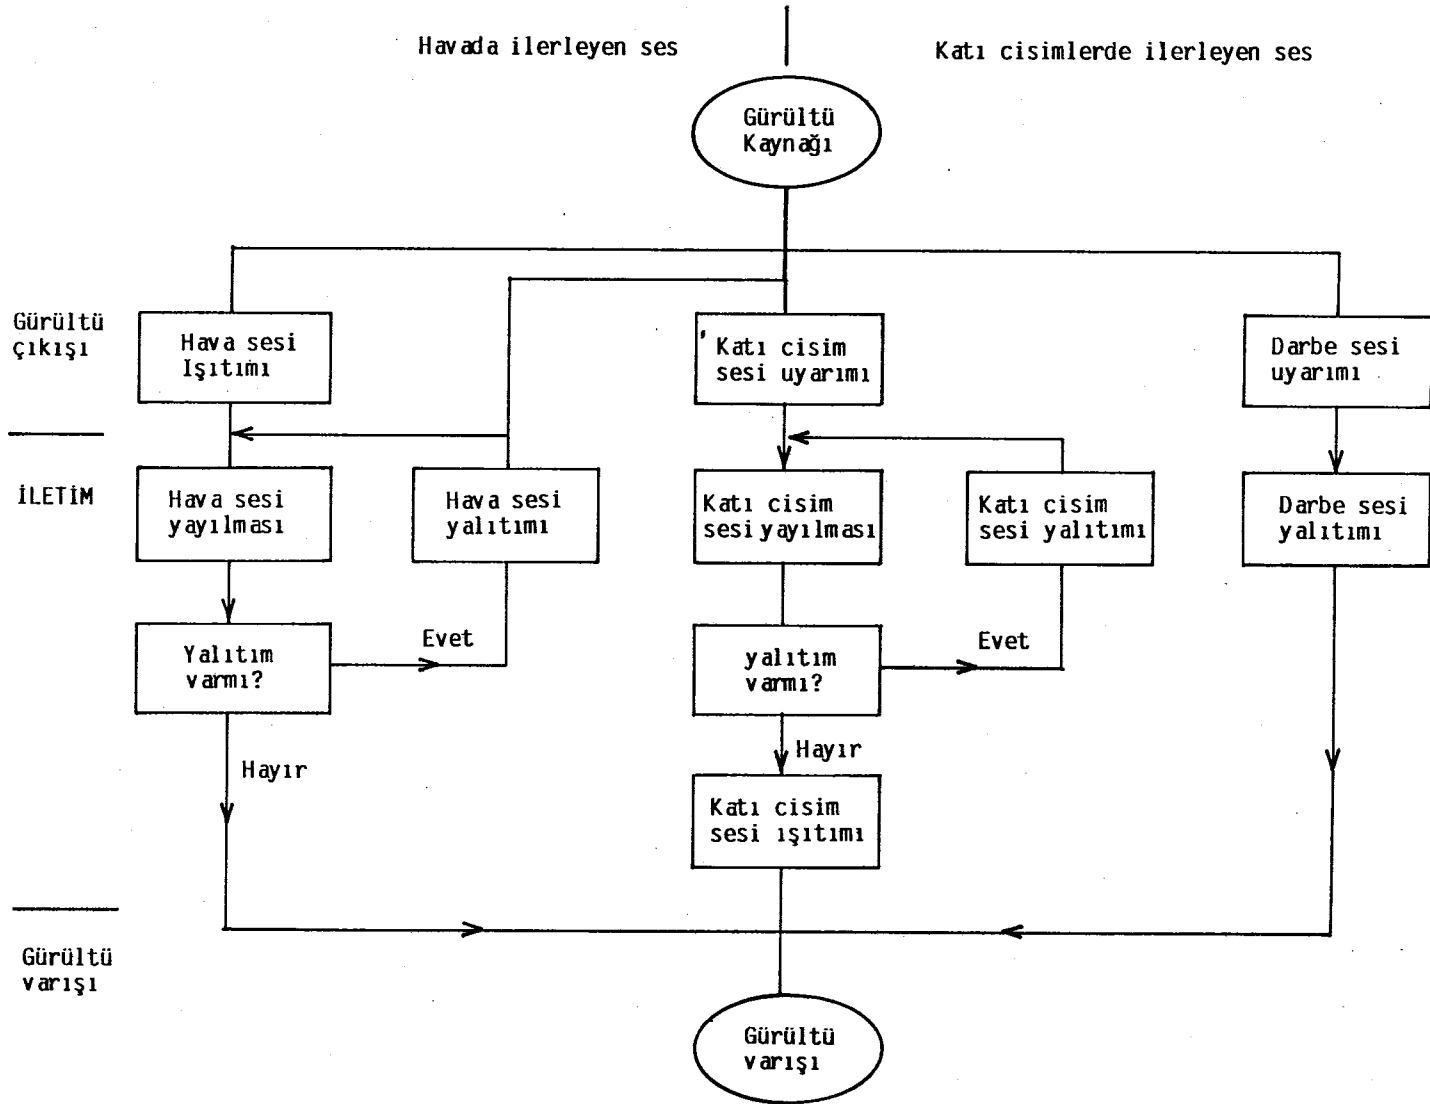 Havada ilerleyen ses
Katı cisimlerde ilerleyen ses
Gürültü
Kaynağı
Gürültü
çıkışı
Hava sesi
Işıtımı
Katı cisim
sesi uyarımı
Darbe sesi
uyarımı
İLETİM
Hava sesi
yayılması
Hava sesi
yalıtımı
Katı cisim
sesi yayılması
Katı cisim
sesi yalıtımı
Darbe sesi
yalıtımı
Yalıtım
varmı?
Evet
yalıtım
varmı?
Evet
Hayır
Hayır
Katı cisim
sesi ışıtımı
Gürültü
varışı
Gürültü
varışı